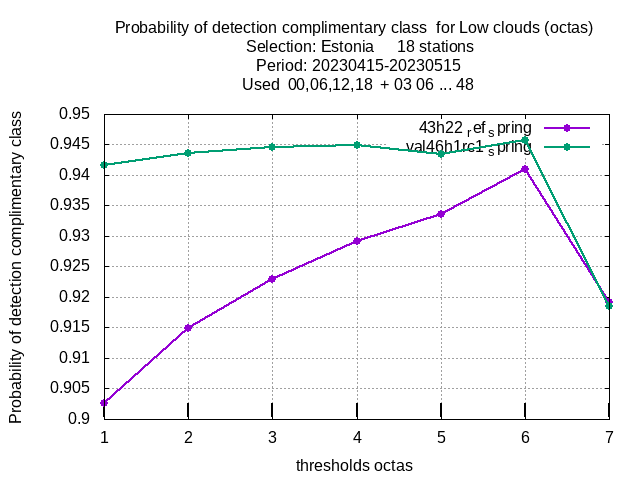 Probability of detection complimentary class  for Low clouds (octas)
Selection: Estonia     18 stations
Period: 20230415-20230515
Used  00,06,12,18  + 03 06 ... 48
Probability of detection complimentary class
0.95
0.945
0.94
0.935
0.93
0.925
0.92
0.915
0.91
0.905
0.9
43h22_ref_spring
val46h1rc1_spring
1 2 3 4 5 6 7
thresholds octas